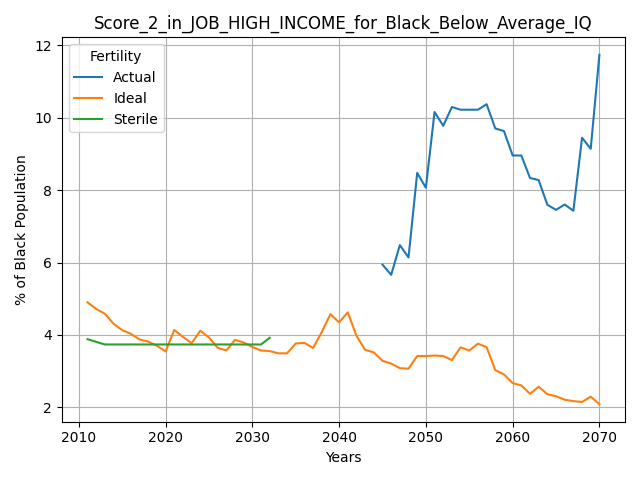 Score_2_in_JOB_HIGH_INCOME_for_Black_Below_Average_IQ
Fertility
Actual
Ideal
Sterile
% of Black Population
12
10
8
6
4
2
2010 2020 2030 2040 2050 2060 2070
Years